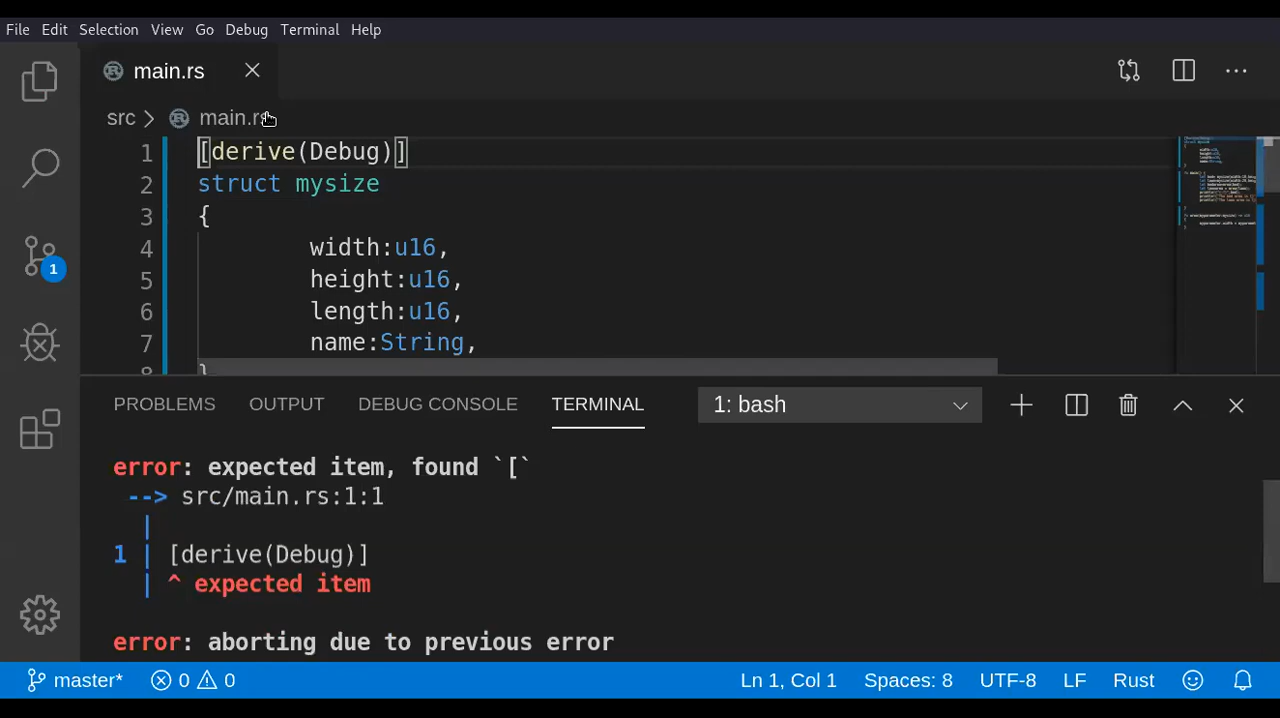 File Edit Selection View Go Debug Terminal Help
main.rs
src > main.rs
1 [derive(Debug)]
2 struct mysize
3 {
4 width:u16,
5 height:u16,
6 length:u16,
7 name:String,
8 }
1
PROBLEMS OUTPUT DEBUG CONSOLE TERMINAL 1: bash
error: expected item, found `[`
--> src/main.rs:1:1
|
1 | [derive(Debug)]
| ^ expected item
error: aborting due to previous error
master* 0 0 Ln 1, Col 1 Spaces: 8 UTF-8 LF Rust